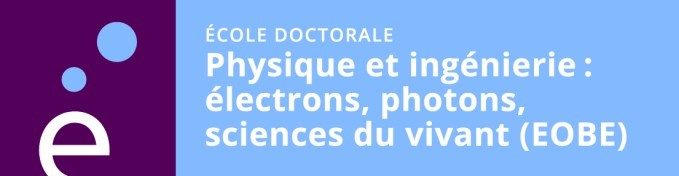 ÉCOLE DOCTORALE
Physique et ingénierie :
électrons, photons,
sciences du vivant (EOBE)
e